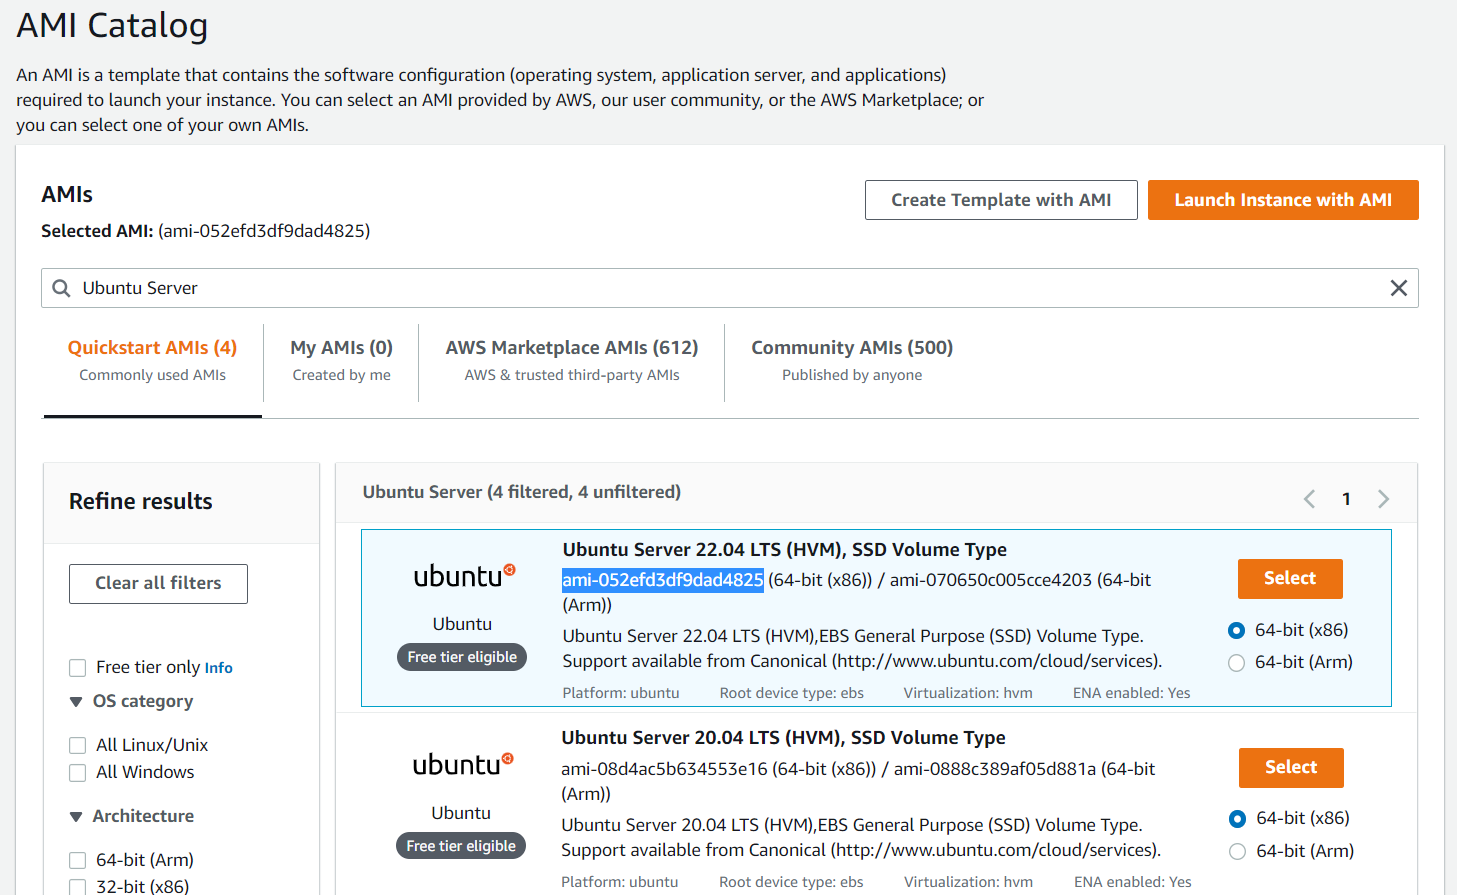 AMI Catalog
An AMI is a template that contains the software configuration (operating system, application server, and applications)
required to launch your instance. You can select an AMI provided by AWS, our user community, or the AWS Marketplace; or
you can select one of your own AMIs.
AMIs
Create Template with AMI
Launch Instance with AMI
Selected AMI: (ami-052efd3df9dad4825)
Ubuntu Server
Quickstart AMIs (4)
Commonly used AMIs
My AMIs (0)
Created by me
AWS Marketplace AMIs (612)
AWS & trusted third-party AMIs
Community AMIs (500)
Published by anyone
Refine results
Clear all filters
Free tier only Info
OS category
All Linux/Unix
All Windows
Architecture
64-bit (Arm)
32-bit (x86)
Ubuntu Server (4 filtered, 4 unfiltered)
1
ubuntu
Ubuntu
Free tier eligible
Ubuntu Server 22.04 LTS (HVM), SSD Volume Type
ami-052efd3df9dad4825 (64-bit (x86)) / ami-070650c005cce4203 (64-bit
(Arm))
Ubuntu Server 22.04 LTS (HVM),EBS General Purpose (SSD) Volume Type.
Support available from Canonical (http://www.ubuntu.com/cloud/services).
Platform: ubuntu Root device type: ebs Virtualization: hvm ENA enabled: Yes
Select
64-bit (x86)
64-bit (Arm)
ubuntu
Ubuntu
Free tier eligible
Ubuntu Server 20.04 LTS (HVM), SSD Volume Type
ami-08d4ac5b634553e16 (64-bit (x86)) / ami-0888c389af05d881a (64-bit
(Arm))
Ubuntu Server 20.04 LTS (HVM),EBS General Purpose (SSD) Volume Type.
Support available from Canonical (http://www.ubuntu.com/cloud/services).
Platform: ubuntu Root device type: ebs Virtualization: hvm ENA enabled: Yes
Select
64-bit (x86)
64-bit (Arm)